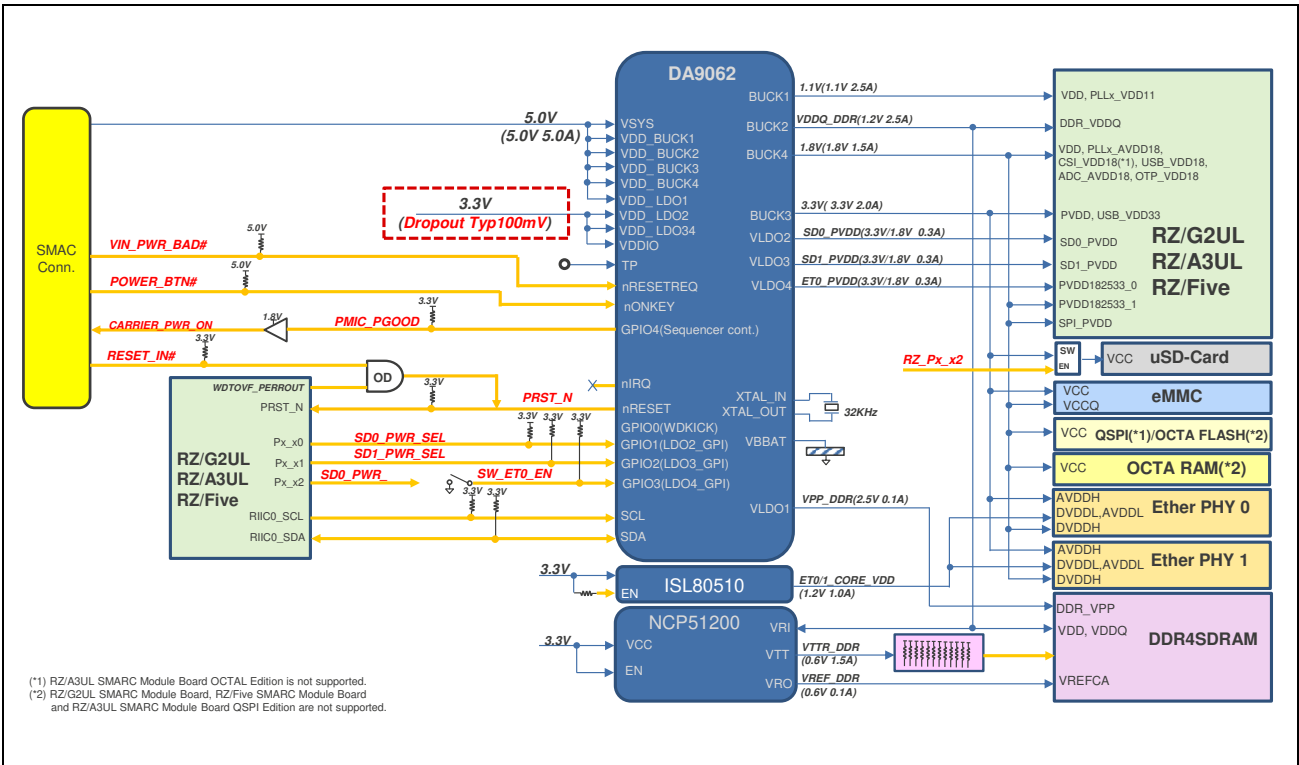 SMAC
Conn.
5.0V
(5.0V 5.0A)
3.3V
(Dropout Typ100mV)
VIN_PWR_BAD#
5.0V
POWER_BTN#
5.0V
CARRIER_PWR_ON
1.8V
PMIC_PGOOD
3.3V
RESET_IN#
3.3V
OD
3.3V
PRST_N
WDTOVF_PERROUT
PRST_N
Px_x0
Px_x1
Px_x2
RIIC0_SCL
RIIC0_SDA
RZ/G2UL
RZ/A3UL
RZ/Five
SD0_PWR_SEL
SD1_PWR_SEL
SD0_PWR_
SW_ET0_EN
3.3V 3.3V 3.3V
3.3V 3.3V
DA9062
VSYS
VDD_BUCK1
VDD_ BUCK2
VDD_ BUCK3
VDD_ BUCK4
VDD_ LDO1
VDD_ LDO2
VDD_ LDO34
VDDIO
TP
nRESETREQ
nONKEY
GPIO4(Sequencer cont.)
nIRQ
nRESET
GPIO0(WDKICK)
GPIO1(LDO2_GPI)
GPIO2(LDO3_GPI)
GPIO3(LDO4_GPI)
SCL
SDA
BUCK1
BUCK2
BUCK4
BUCK3
VLDO2
VLDO3
VLDO4
XTAL_IN
XTAL_OUT
32KHz
VBBAT
VLDO1
1.1V(1.1V 2.5A)
VDDQ_DDR(1.2V 2.5A)
1.8V(1.8V 1.5A)
3.3V( 3.3V 2.0A)
SD0_PVDD(3.3V/1.8V 0.3A)
SD1_PVDD(3.3V/1.8V 0.3A)
ET0_PVDD(3.3V/1.8V 0.3A)
RZ_Px_x2
VPP_DDR(2.5V 0.1A)
VDD, PLLx_VDD11
DDR_VDDQ
VDD, PLLx_AVDD18,
CSI_VDD18(*1), USB_VDD18,
ADC_AVDD18, OTP_VDD18
PVDD, USB_VDD33
SD0_PVDD
SD1_PVDD
PVDD182533_0
PVDD182533_1
SPI_PVDD
RZ/G2UL
RZ/A3UL
RZ/Five
SW
EN
VCC uSD-Card
VCC
VCCQ
eMMC
VCC QSPI(*1)/OCTA FLASH(*2)
VCC OCTA RAM(*2)
AVDDH
DVDDL,AVDDL
DVDDH
Ether PHY 0
AVDDH
DVDDL,AVDDL
DVDDH
Ether PHY 1
3.3V
EN
ISL80510
ET0/1_CORE_VDD
(1.2V 1.0A)
3.3V
NCP51200
VCC
EN
VRI
VTT
VRO
VTTR_DDR
(0.6V 1.5A)
VREF_DDR
(0.6V 0.1A)
DDR_VPP
VDD, VDDQ
VREFCA
DDR4SDRAM
(*1) RZ/A3UL SMARC Module Board OCTAL Edition is not supported.
(*2) RZ/G2UL SMARC Module Board, RZ/Five SMARC Module Board
and RZ/A3UL SMARC Module Board QSPI Edition are not supported.